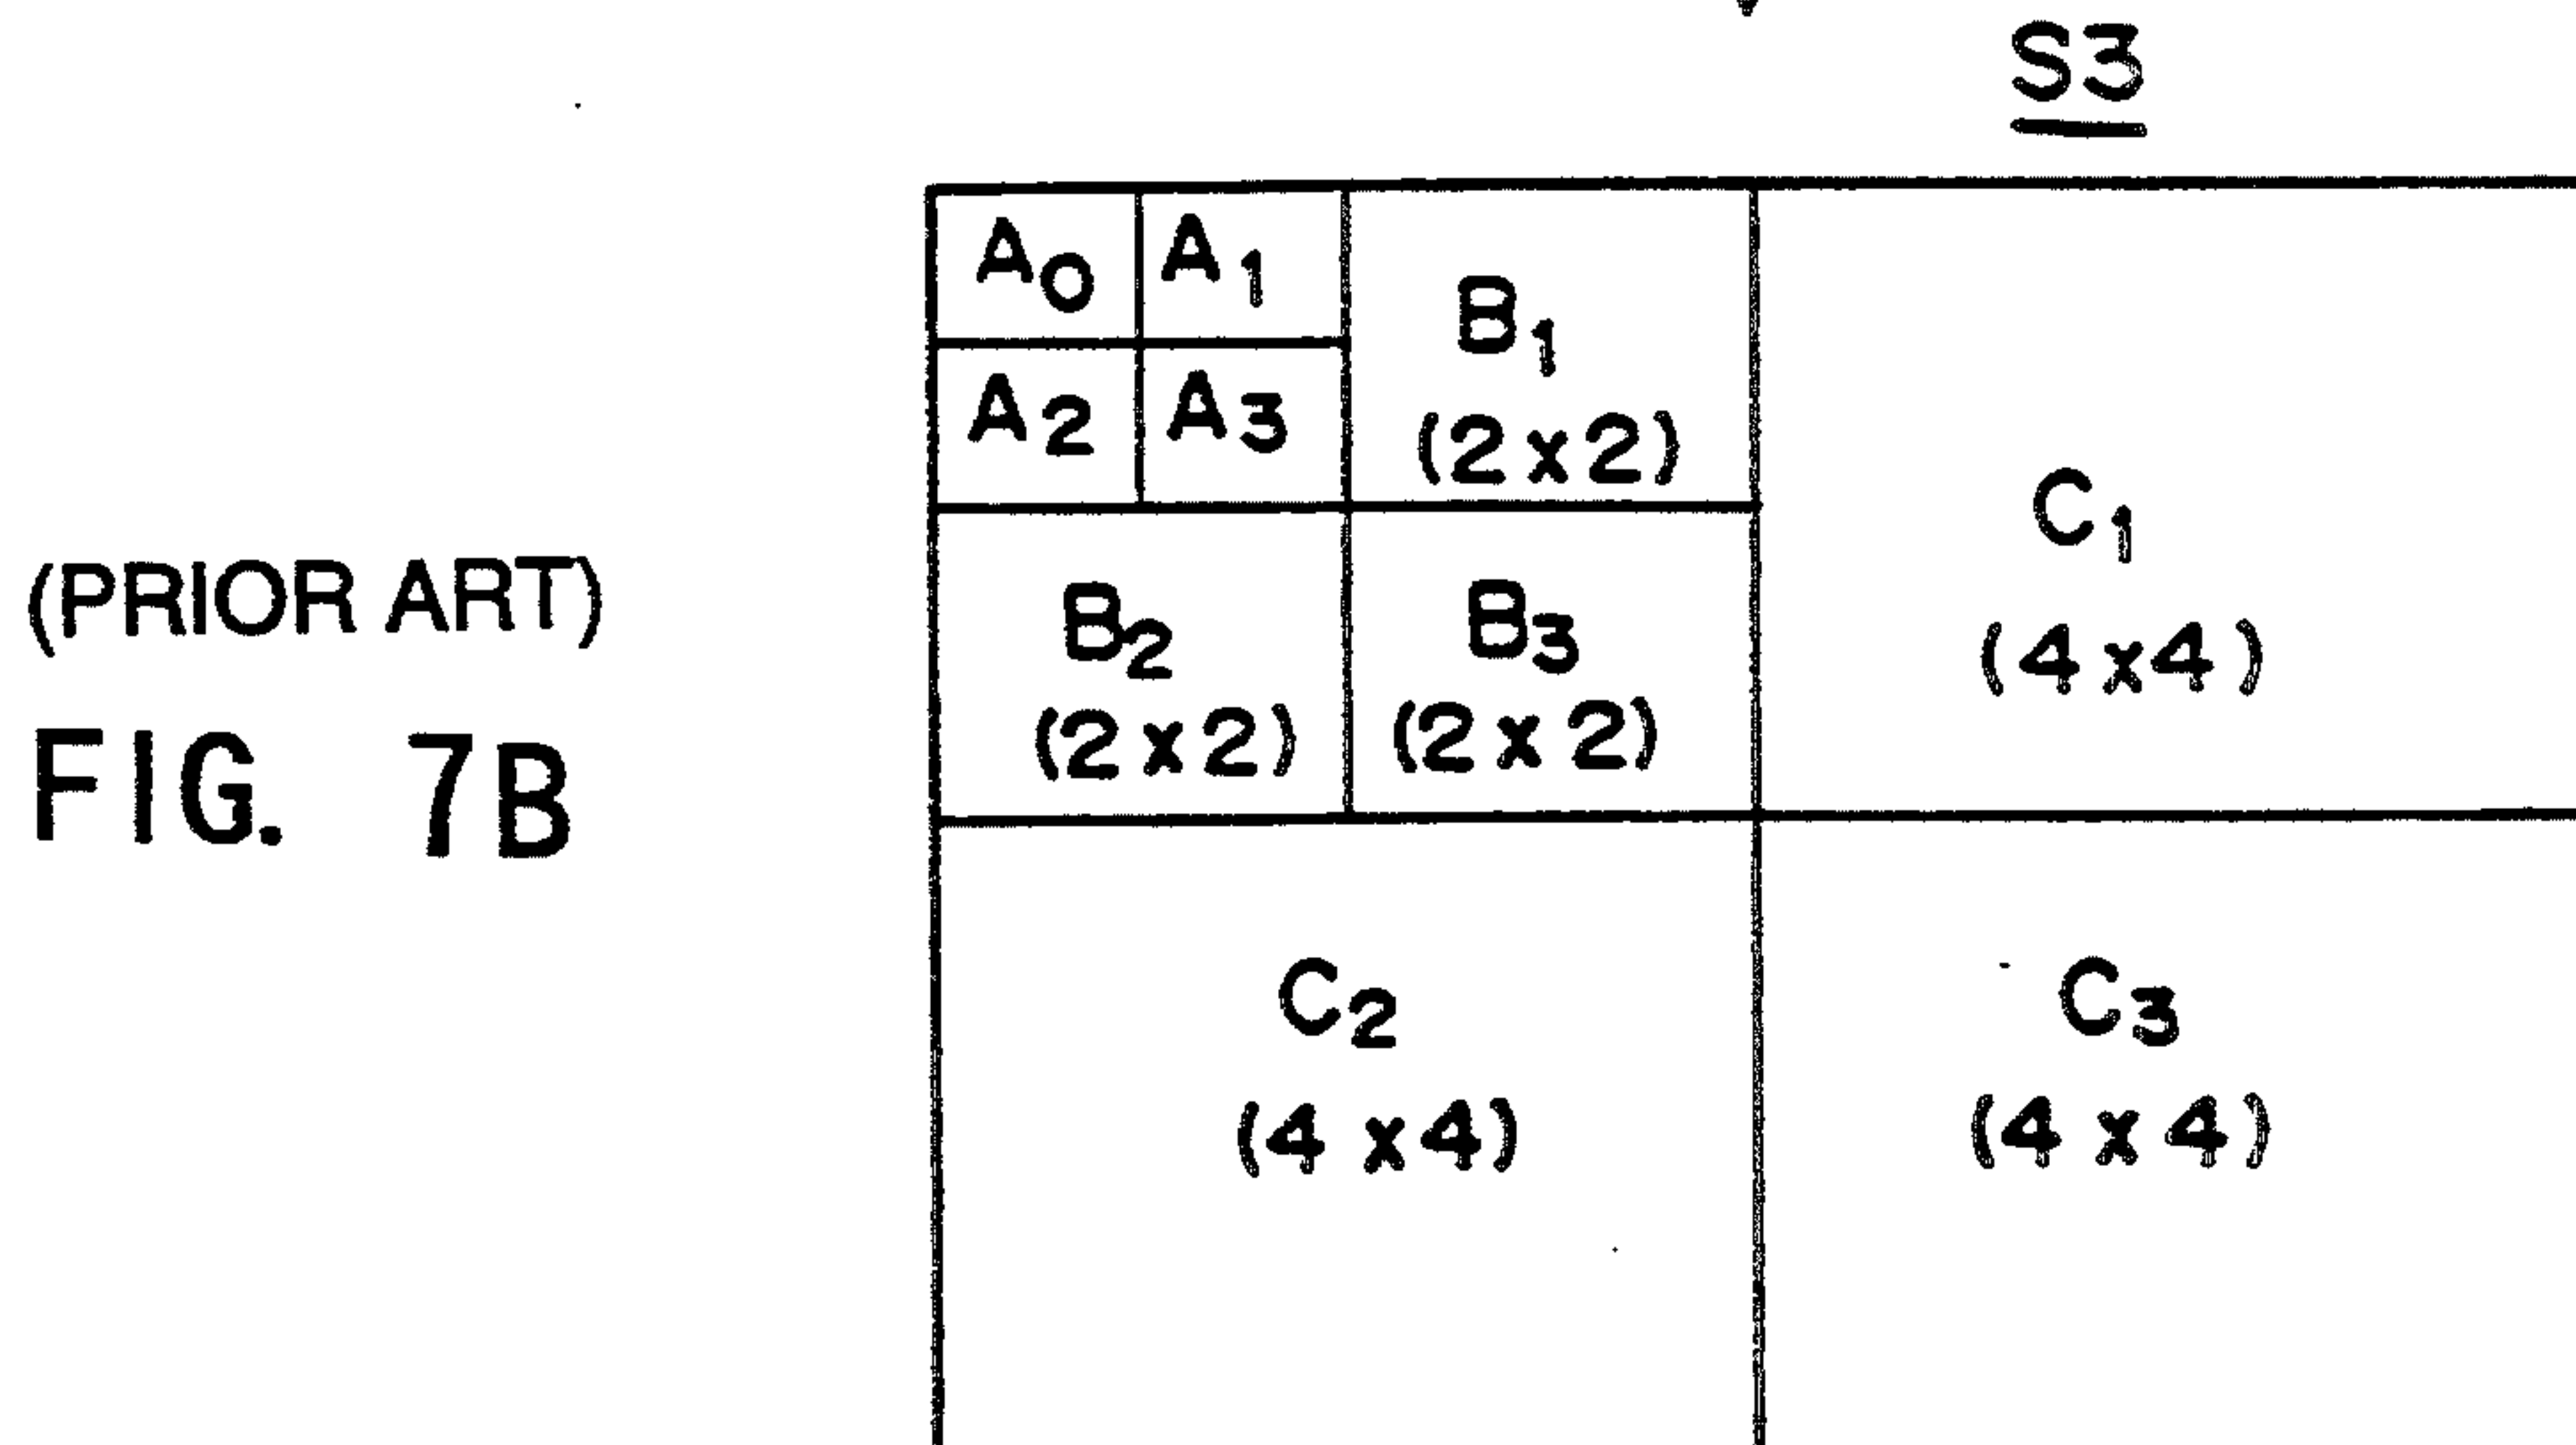 S3
A0 A1
B1
(2x2)
A2 A3
C1
(4x4)
B2
(2x2)
B3
(2x2)
(PRIOR ART)
FIG. 7B
C2
(4x4)
C3
(4x4)